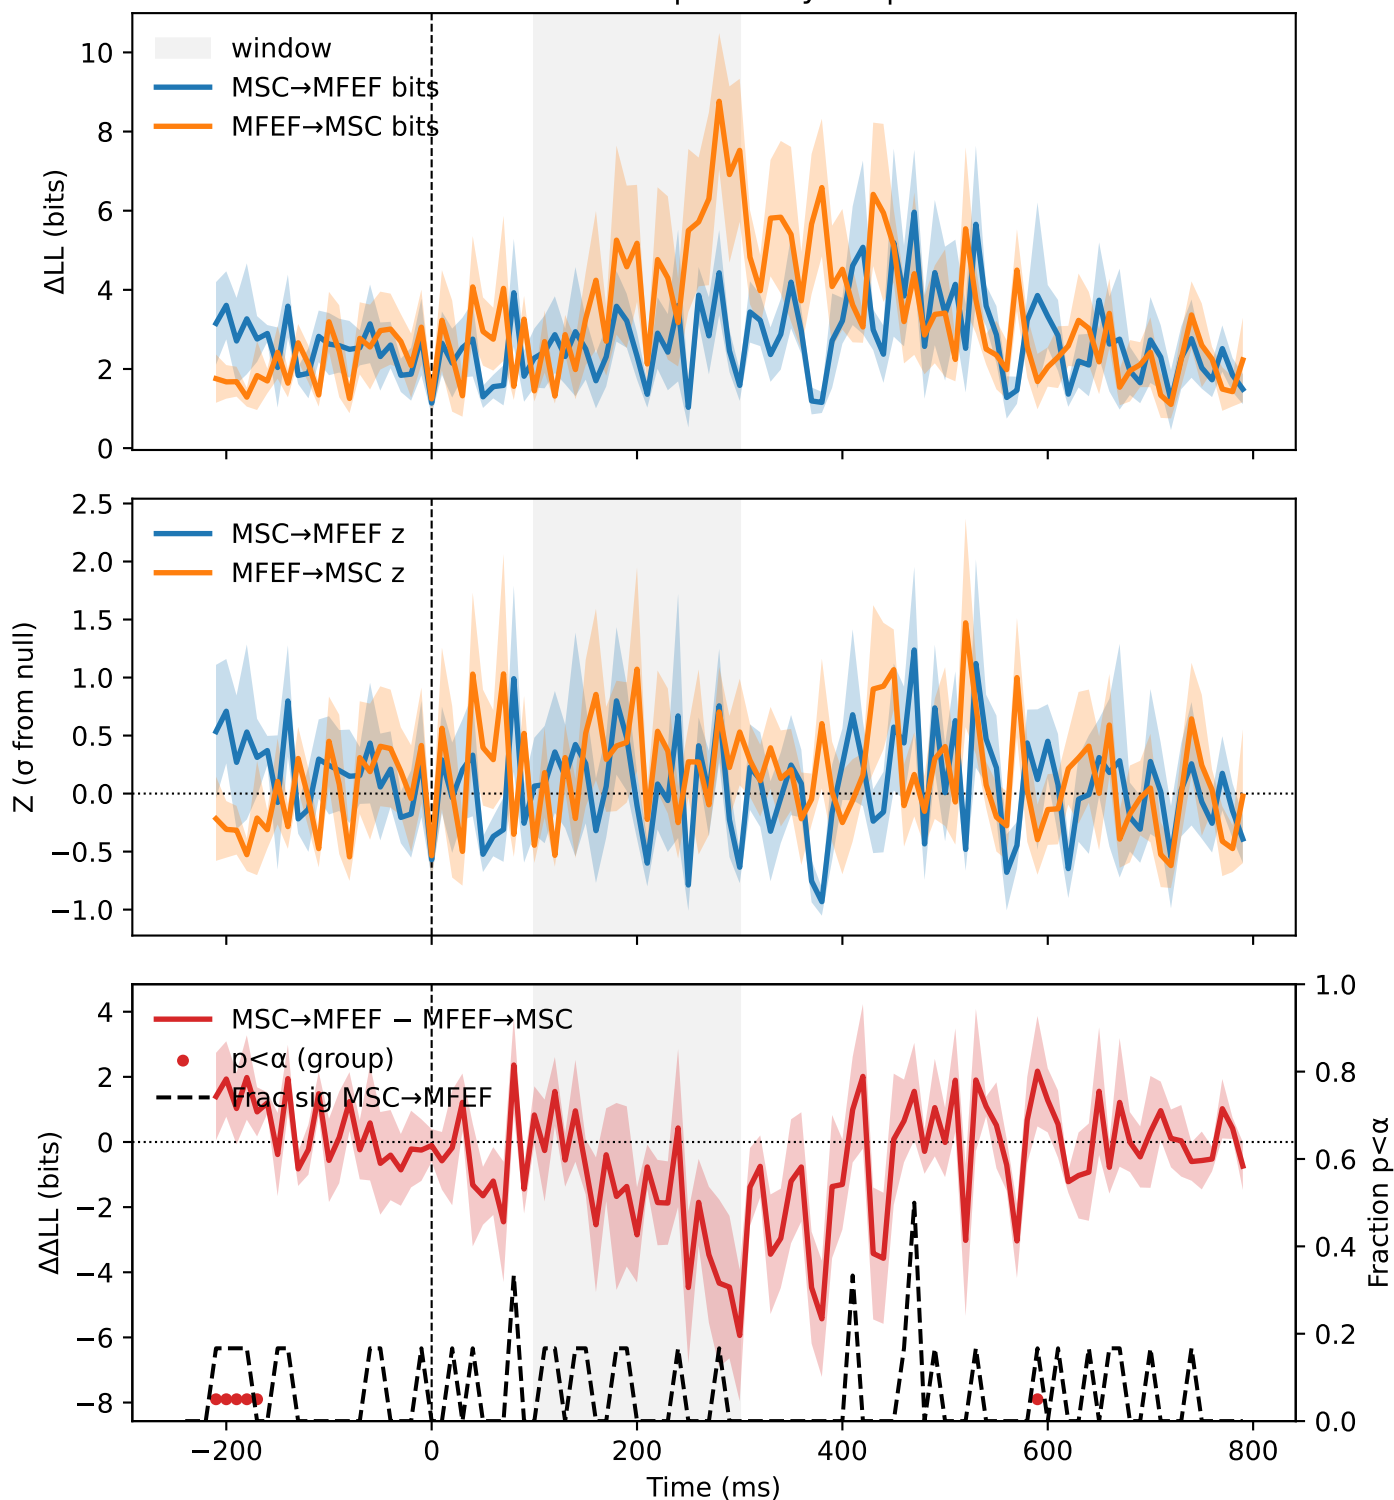 10
8
6
4
2
0
ΔLL (bits)
window
MSC→MFEF bits
MFEF→MSC bits
2.5
2.0
1.5
1.0
0.5
0.0
−0.5
−1.0
Z (σ from null)
MSC→MFEF z
MFEF→MSC z
4
2
0
−2
−4
−6
−8
ΔΔLL (bits)
MSC→MFEF − MFEF→MSC
p<α (group)
Frac sig MSC→MFEF
1.0
0.8
0.6
0.4
0.2
0.0
Fraction p<α
−200
0
200
400
600
800
Time (ms)